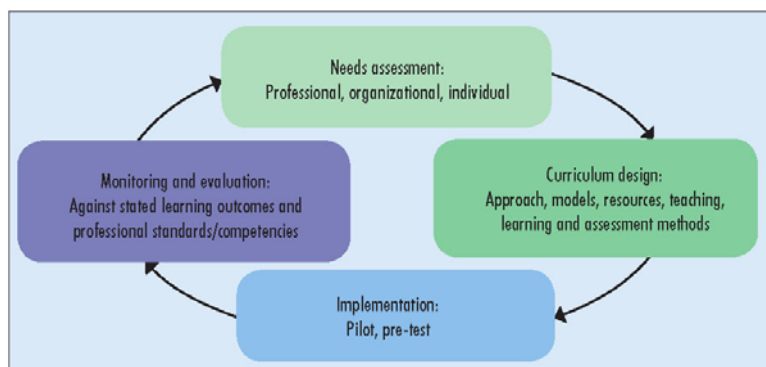 Needs assessment:
Professional, organizational, individual
Curriculum design:
Approach, models, resources, teaching,
learning and assessment methods
Implementation:
Pilot, pre-test
Monitoring and evaluation:
Against stated learning outcomes and
professional standards/competencies